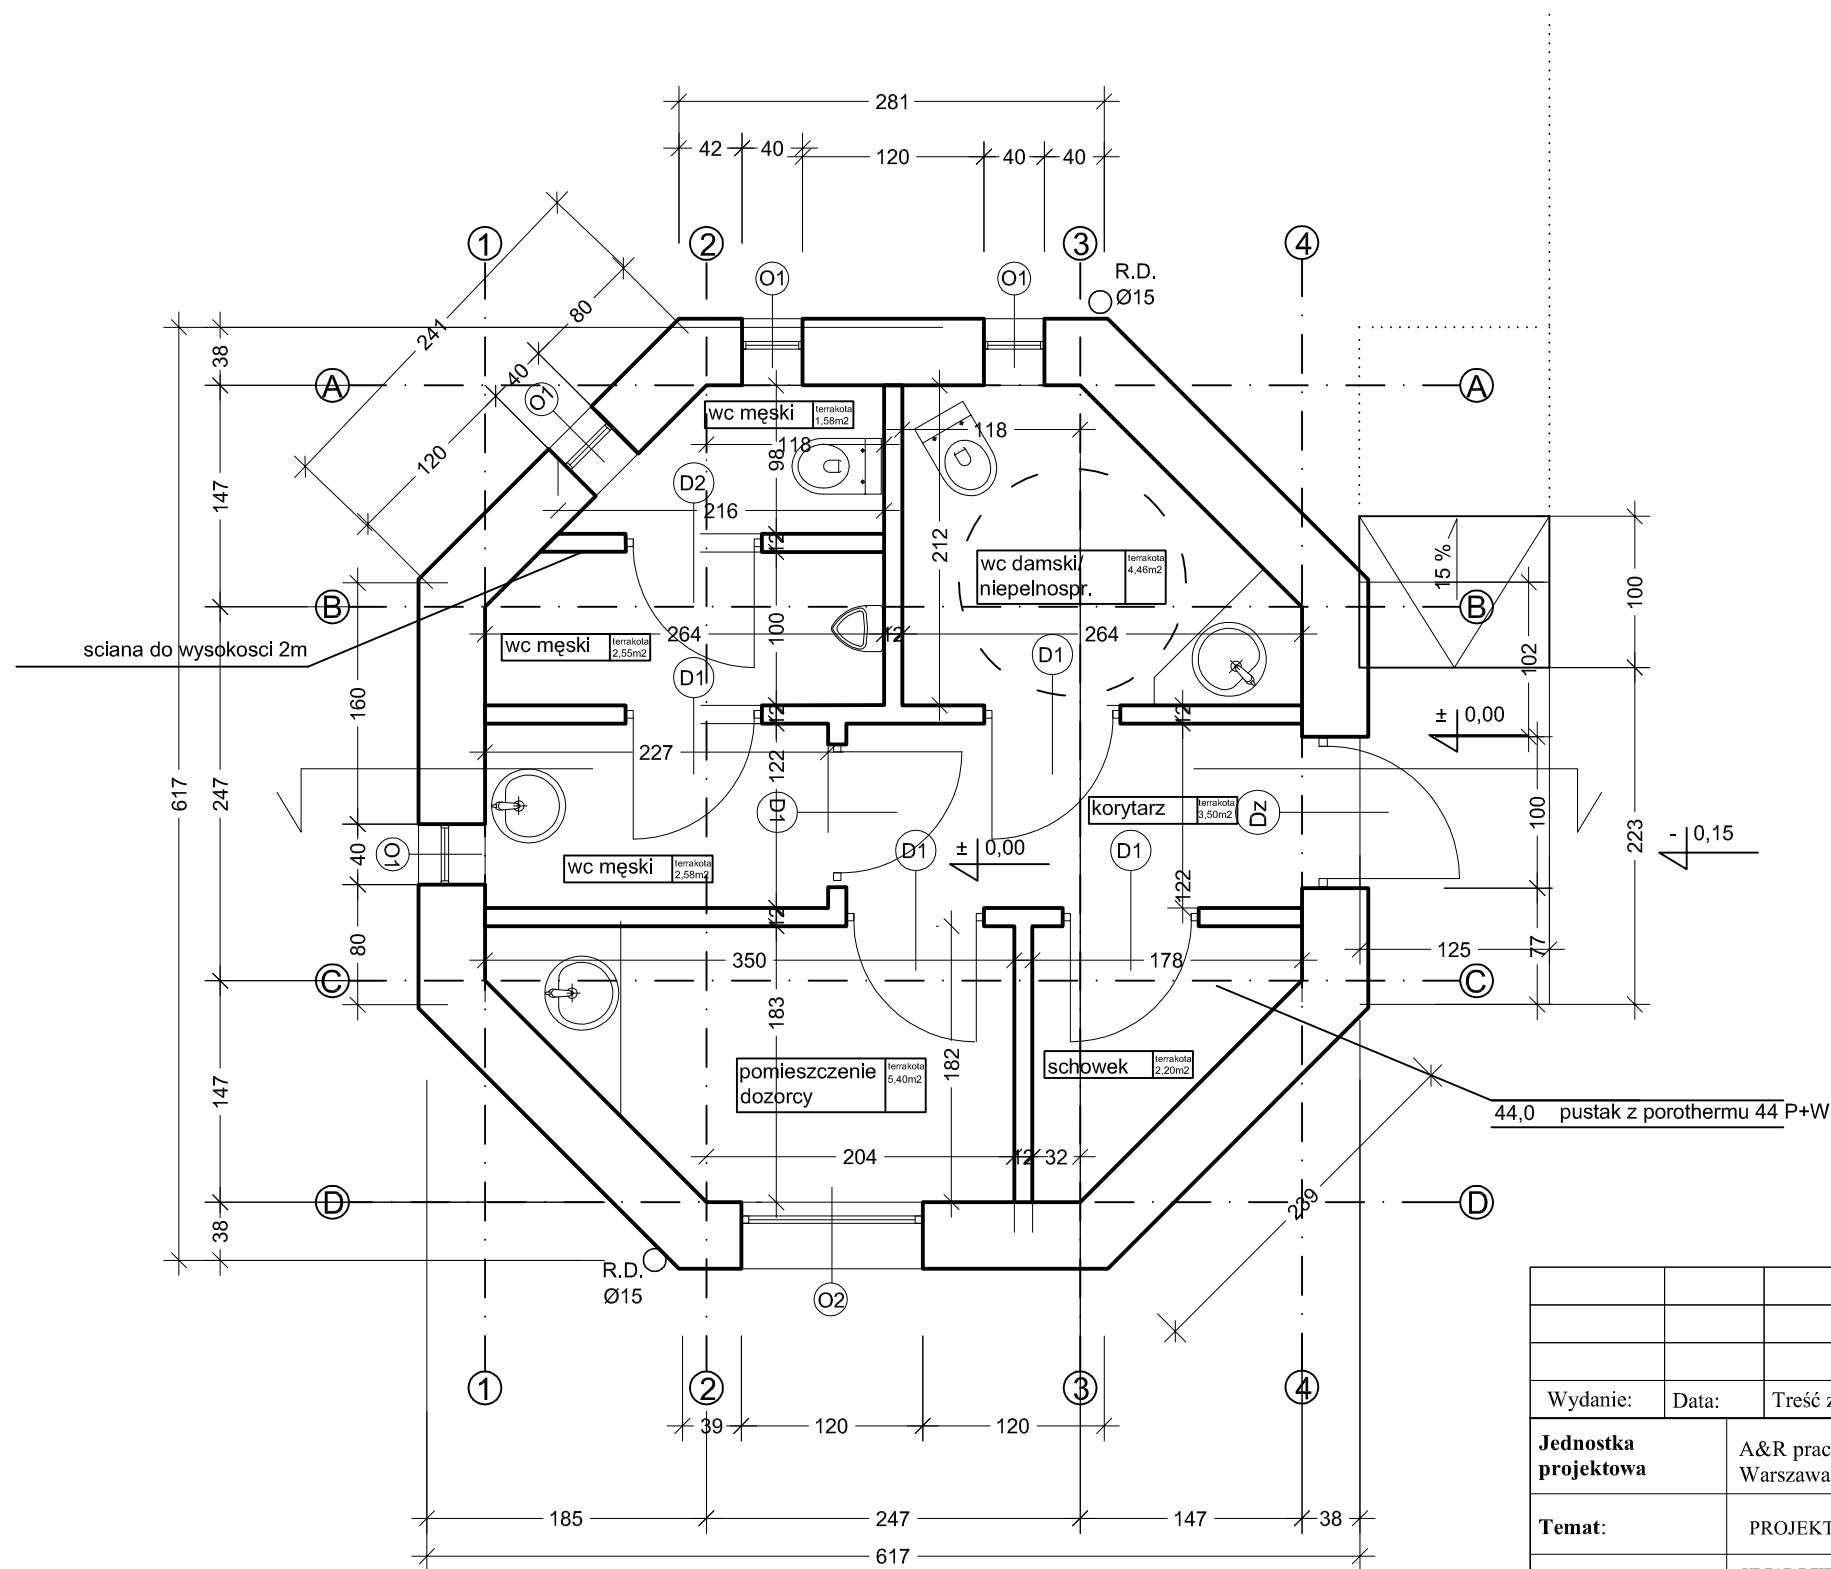 281
42
40
120
40
40
1
2
3
4
R.D.
Ø15
O1
O1
241
80
40
120
O1
38
A
A
wc męski
terrakota
1,58m2
118
98
118
D2
216
147
212
12
wc damski/
niepelnospr.
terrakota
4,46m2
15 %
100
B
B
264
100
12
264
102
sciana do wysokosci 2m
wc męski
terrakota
2,55m2
D1
D1
160
12
12
± 0,00
227
122
617
247
D1
korytarz
terrakota
3,50m2
Dz
100
223
- 0,15
40
O1
wc męski
terrakota
2,58m2
D1
± 0,00
D1
122
12
80
350
178
125
77
C
C
183
182
147
pomieszczenie
dozorcy
terrakota
5,40m2
schowek
terrakota
2,20m2
44,0 pustak z porothermu 44 P+W
204
12
32
239
D
D
38
R.D.
Ø15
O2
1
2
3
4
39
120
120
Wydanie:
Data:
Treść z
Jednostka
projektowa
A&R prac
Warszawa
185
247
147
38
Temat:
PROJEKT
617